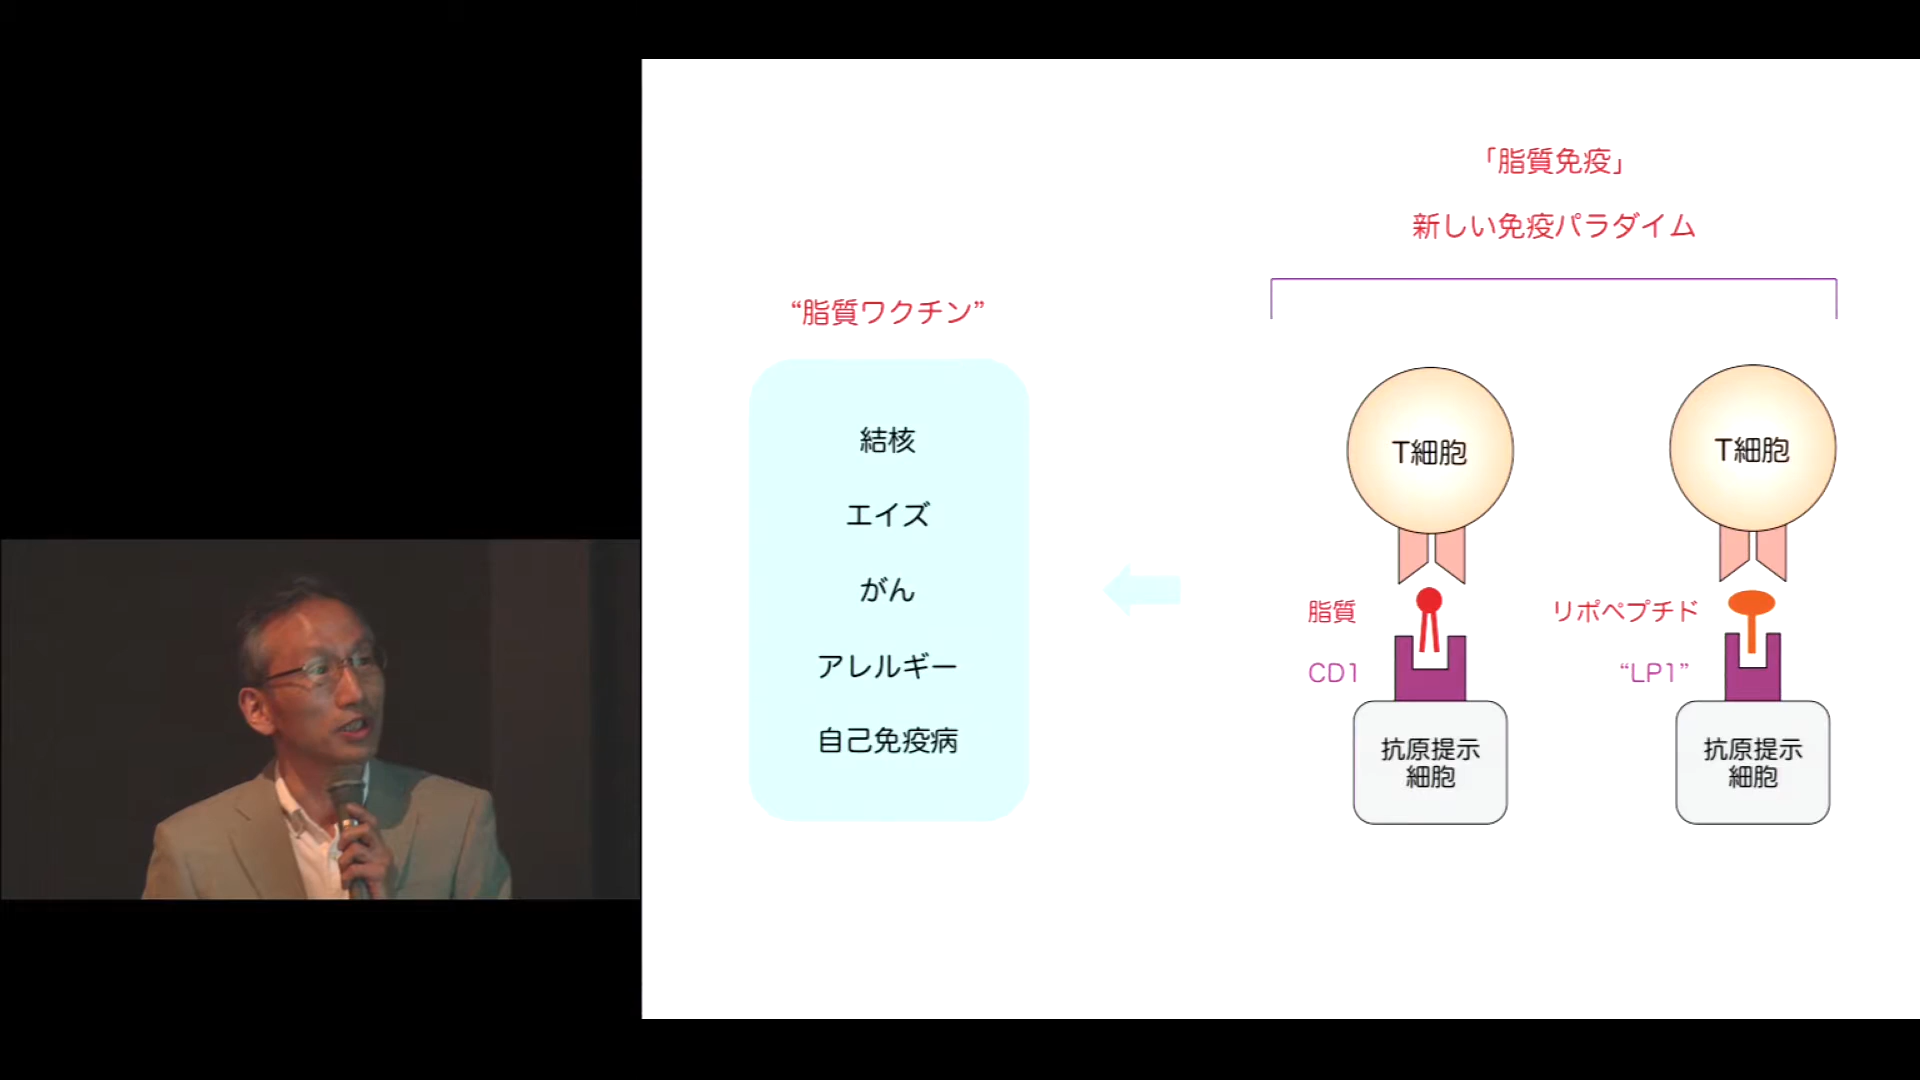 「脂質免疫」
新しい免疫パラダイム
“脂質ワクチン”
結核
エイズ
がん
アレルギー
自己免疫病
T細胞
脂質
CD1
抗原提示
細胞
T細胞
リポペプチド
“LP1”
抗原提示
細胞